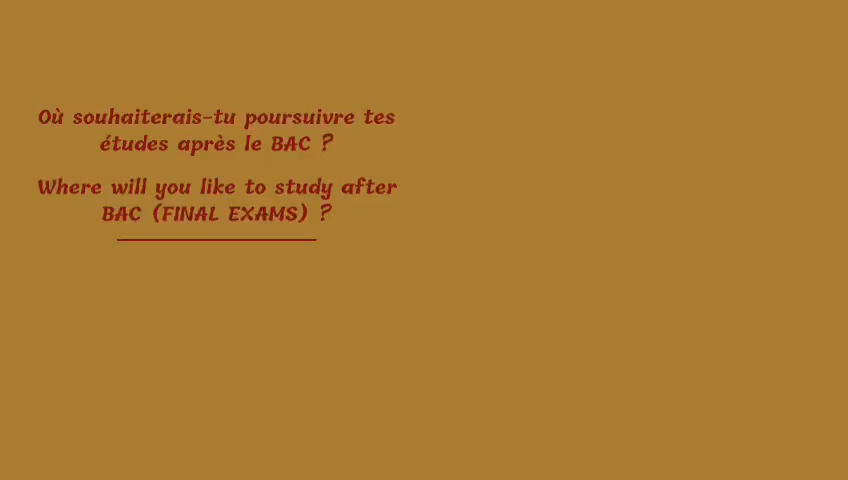 Où souhaiterais-tu poursuivre tes
études après le BAC ?
Where will you like to study after
BAC (FINAL EXAMS) ?